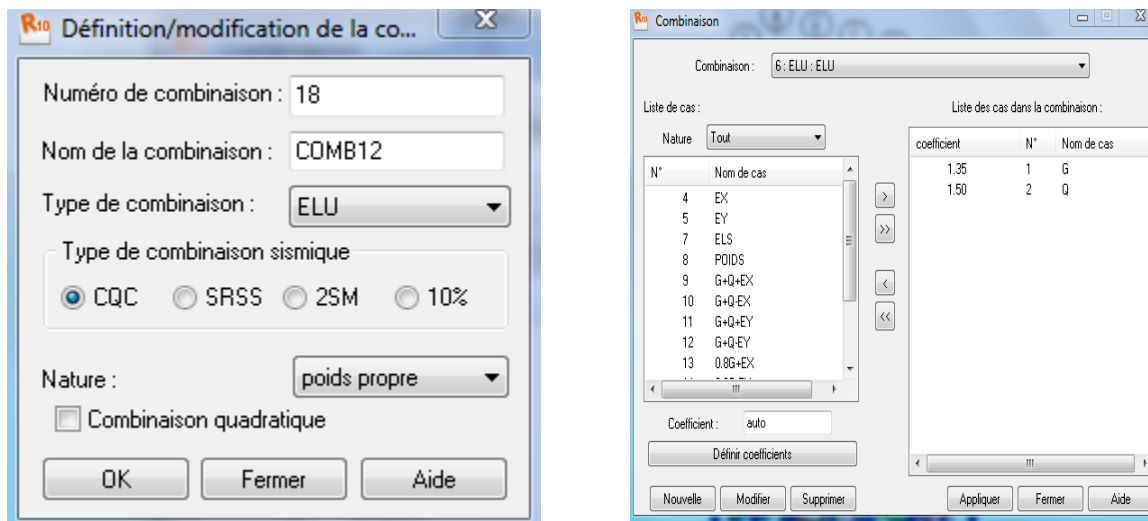 R10 Définition/modification de la co...
Numéro de combinaison : 18
Nom de la combinaison : COMB12
Type de combinaison : ELU
Type de combinaison sismique
CQC SRSS 2SM 10%
Nature : poids propre
Combinaison quadratique
OK Fermer Aide
R10 Combinaison
Combinaison : 6 : ELU : ELU
Liste de cas :
Nature Tout
N° Nom de cas
4 EX
5 EY
7 ELS
8 POIDS
9 G+Q+EX
10 G+Q-EX
11 G+Q+EY
12 G+Q-EY
13 0.8G+EX
> 
>>
<
<<
Coefficient : auto
Définir coefficients
Nouvelle Modifier Supprimer
Liste des cas dans la combinaison :
coefficient N° Nom de cas
1.35 1 G
1.50 2 Q
Appliquer Fermer Aide